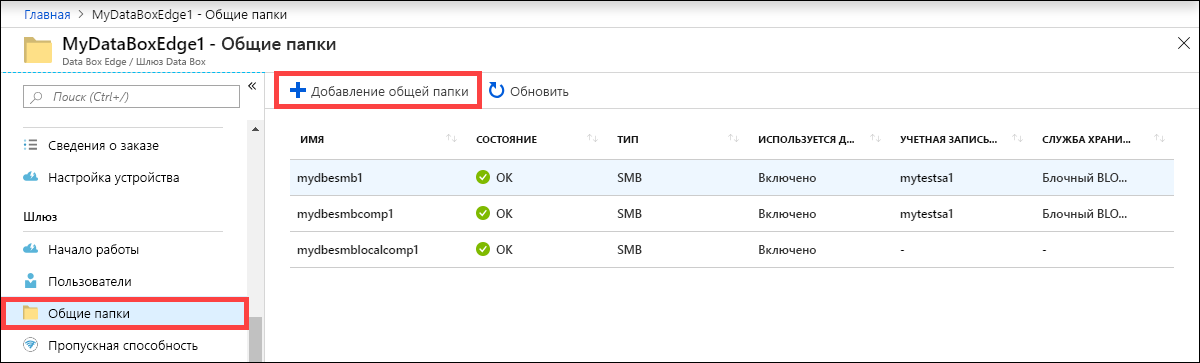 Главная > MyDataBoxEdge1 - Общие папки
MyDataBoxEdge1 - Общие папки
Data Box Edge / Шлюз Data Box
Поиск (Ctrl+/)
«
Сведения о заказе
Настройка устройства
Шлюз
Начало работы
Пользователи
Общие папки
Пропускная способность
Добавление общей папки Обновить
ИМЯ СОСТОЯНИЕ ТИП ИСПОЛЬЗУЕТСЯ Д... УЧЕТНАЯ ЗАПИСЬ... СЛУЖБА ХРАНИ...
mydbesmb1 OK SMB Включено mytestsa1 Блочный BLO...
mydbesmbcomp1 OK SMB Включено mytestsa1 Блочный BLO...
mydbesmblocalcomp1 OK SMB Включено - -